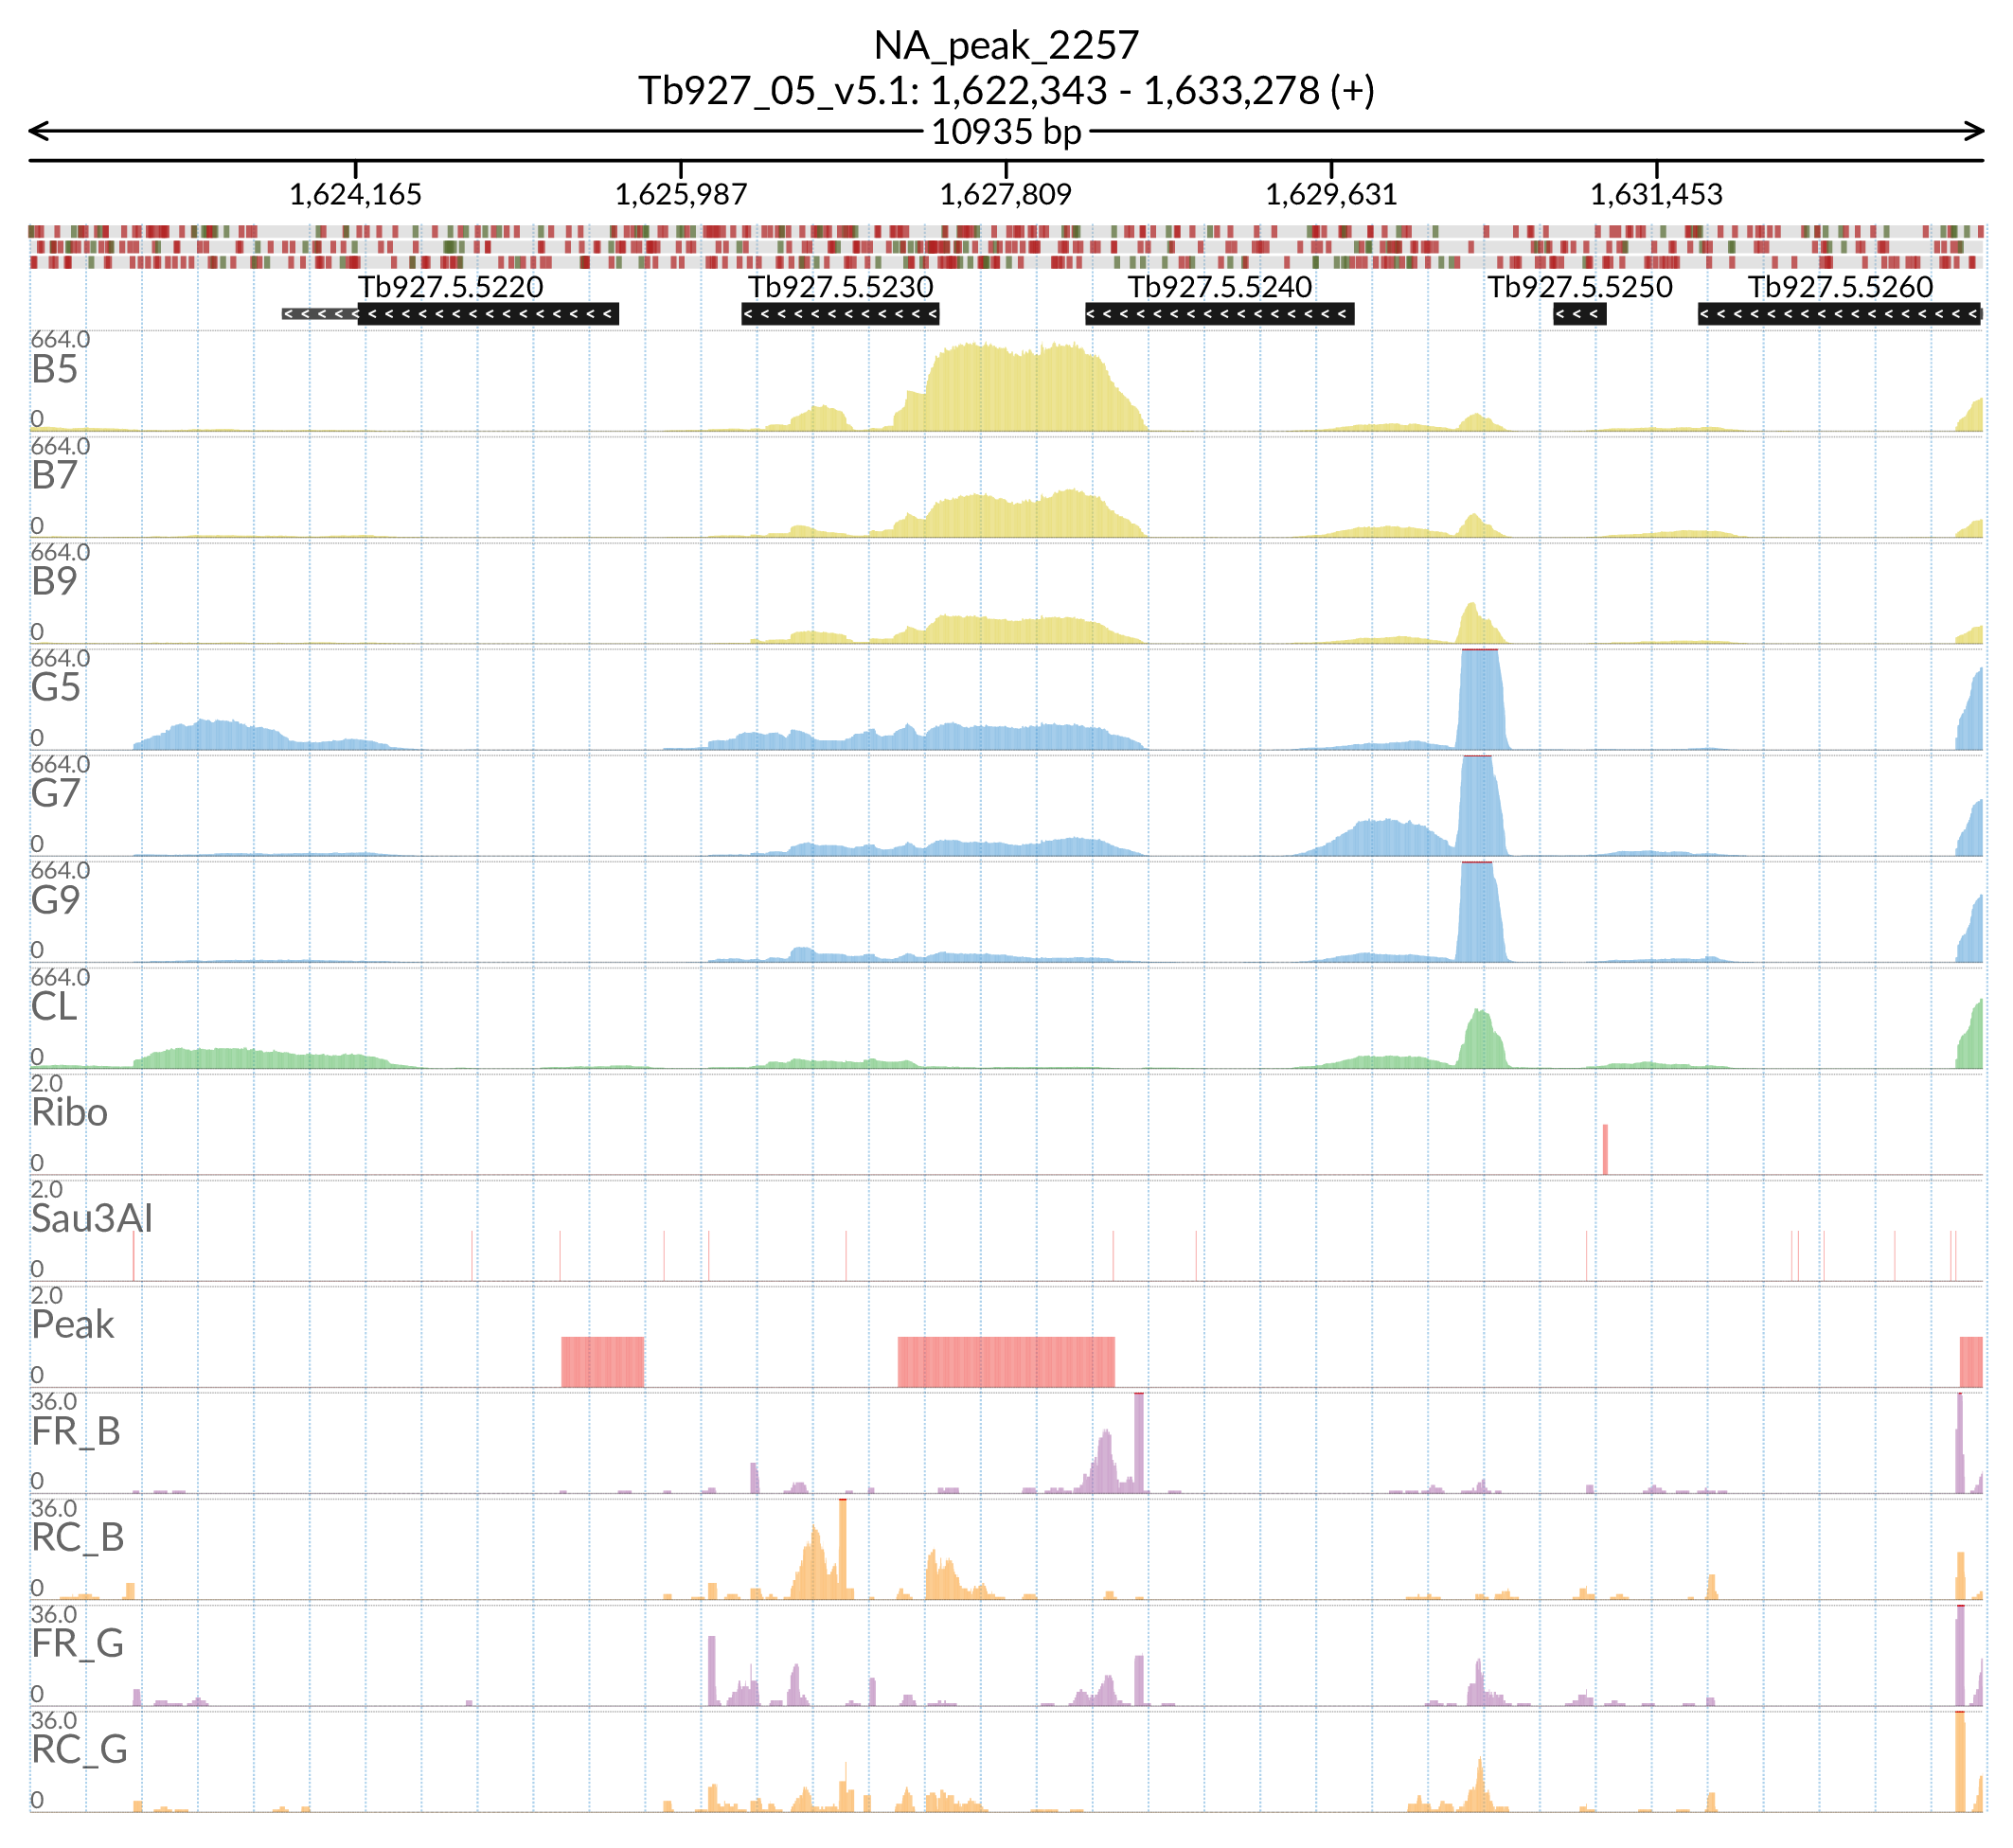 NA_peak_2257
Tb927_05_v5.1: 1,622,343 - 1,633,278 (+)
10935 bp
1,624,165 1,625,987 1,627,809 1,629,631 1,631,453
Tb927.5.5220 Tb927.5.5230 Tb927.5.5240 Tb927.5.5250 Tb927.5.5260
664.0
B5
0
664.0
B7
0
664.0
B9
0
664.0
G5
0
664.0
G7
0
664.0
G9
0
664.0
CL
0
2.0
Ribo
0
2.0
Sau3AI
0
2.0
Peak
0
36.0
FR_B
0
36.0
RC_B
0
36.0
FR_G
0
36.0
RC_G
0